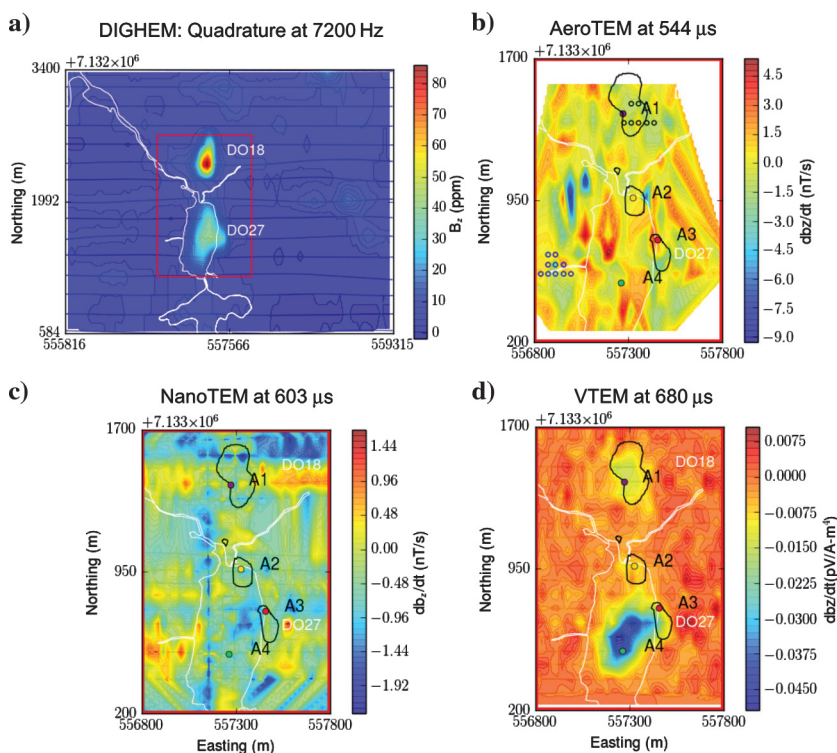 a) DIGHEM: Quadrature at 7200 Hz
+7.132×10⁶
3400
1992
584
Northing (m)
555816 557566 559315
DO18
DO27
80
70
60
50
40
30
20
10
0
B_z (ppm)
b) AeroTEM at 544 µs
+7.133×10⁶
1700
950
200
Northing (m)
556800 557300 557800
A1
A2
A3
DO27
A4
4.5
3.0
1.5
0.0
−1.5
−3.0
−4.5
−6.0
−7.5
−9.0
dbz/dt (nT/s)
c) NanoTEM at 603 µs
+7.133×10⁶
1700
950
200
Northing (m)
556800 557300 557800
Easting (m)
DO18
A1
A2
A3
DO27
A4
1.44
0.96
0.48
0.00
−0.48
−0.96
−1.44
−1.92
db_z/dt (nT/s)
d) VTEM at 680 µs
+7.133×10⁶
1700
950
200
Northing (m)
556800 557300 557800
Easting (m)
DO18
A1
A2
A3
DO27
A4
0.0075
0.0000
−0.0075
−0.0150
−0.0225
−0.0300
−0.0375
−0.0450
dbz/dt(pV/A-m⁴)